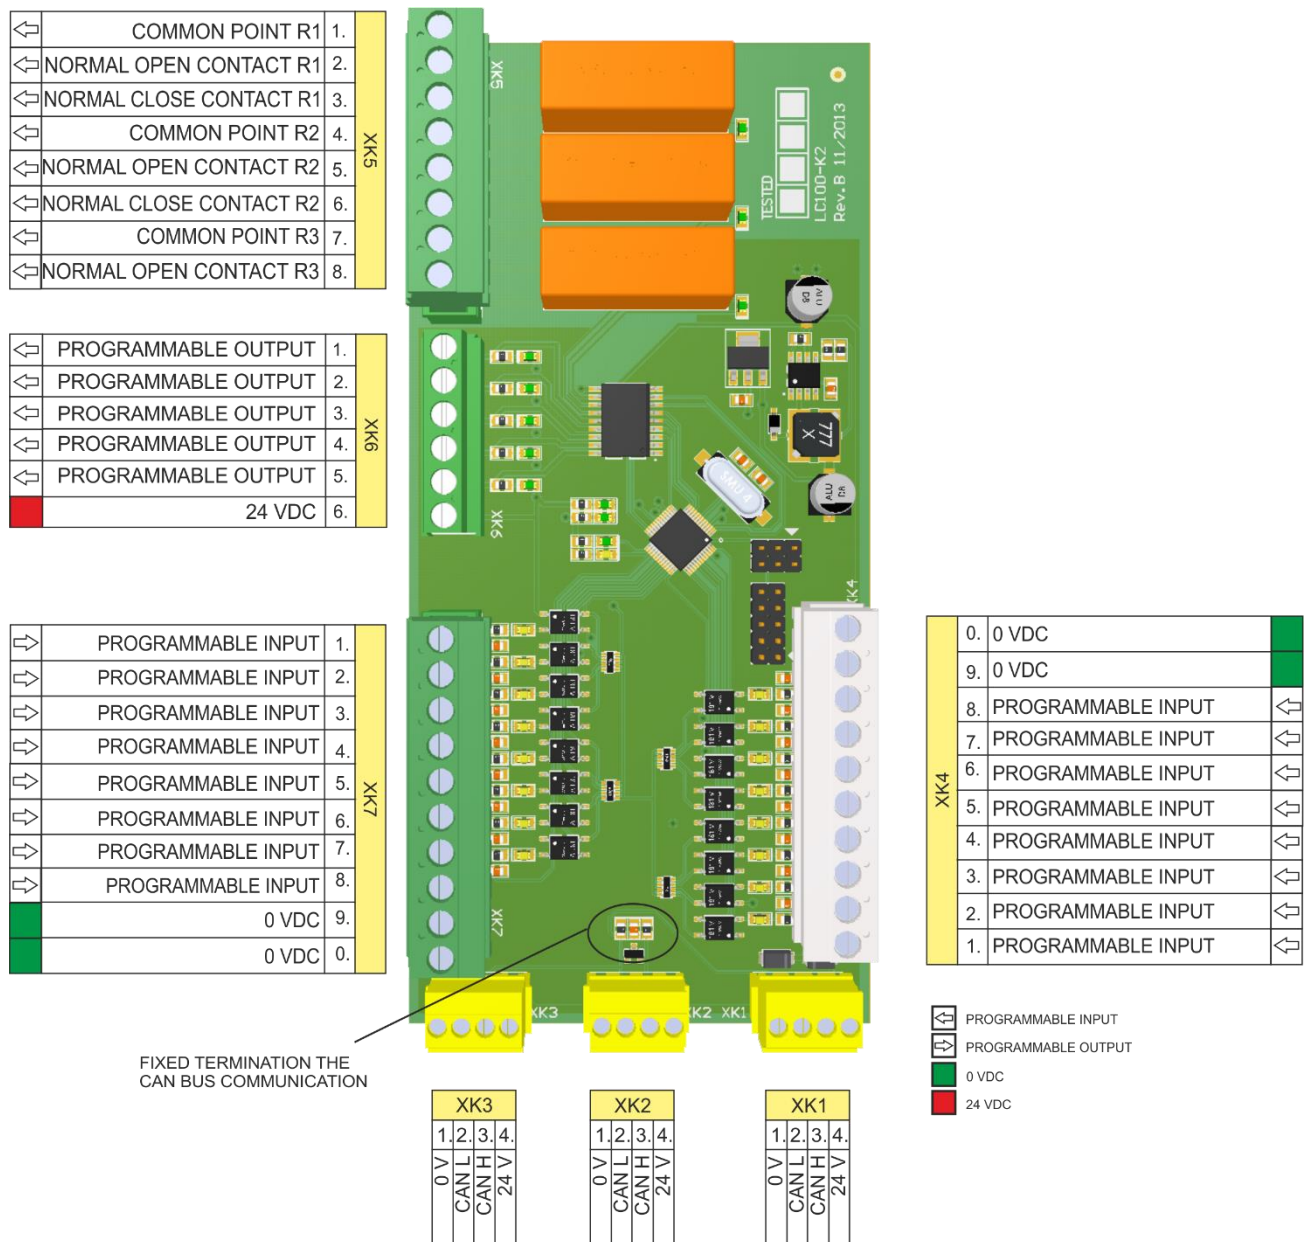 COMMON POINT R1 1.
NORMAL OPEN CONTACT R1 2.
NORMAL CLOSE CONTACT R1 3.
COMMON POINT R2 4.
NORMAL OPEN CONTACT R2 5.
NORMAL CLOSE CONTACT R2 6.
COMMON POINT R3 7.
NORMAL OPEN CONTACT R3 8.
XK5
PROGRAMMABLE OUTPUT 1.
PROGRAMMABLE OUTPUT 2.
PROGRAMMABLE OUTPUT 3.
PROGRAMMABLE OUTPUT 4.
PROGRAMMABLE OUTPUT 5.
24 VDC 6.
XK6
PROGRAMMABLE INPUT 1.
PROGRAMMABLE INPUT 2.
PROGRAMMABLE INPUT 3.
PROGRAMMABLE INPUT 4.
PROGRAMMABLE INPUT 5.
PROGRAMMABLE INPUT 6.
PROGRAMMABLE INPUT 7.
PROGRAMMABLE INPUT 8.
0 VDC 9.
0 VDC 0.
XK7
XK5
TESTED
LC100-K2
Rev.B 11/2013
ALU
D8
777
X
SMU 4
ALU
D8
XK6
XK4
XK7
XK3
XK2
XK1
0. 0 VDC
9. 0 VDC
8. PROGRAMMABLE INPUT
7. PROGRAMMABLE INPUT
6. PROGRAMMABLE INPUT
5. PROGRAMMABLE INPUT
4. PROGRAMMABLE INPUT
3. PROGRAMMABLE INPUT
2. PROGRAMMABLE INPUT
1. PROGRAMMABLE INPUT
XK4
PROGRAMMABLE INPUT
PROGRAMMABLE OUTPUT
0 VDC
24 VDC
FIXED TERMINATION THE
CAN BUS COMMUNICATION
XK3
1. 2. 3. 4.
0 V
CAN L
CAN H
24 V
XK2
1. 2. 3. 4.
0 V
CAN L
CAN H
24 V
XK1
1. 2. 3. 4.
0 V
CAN L
CAN H
24 V